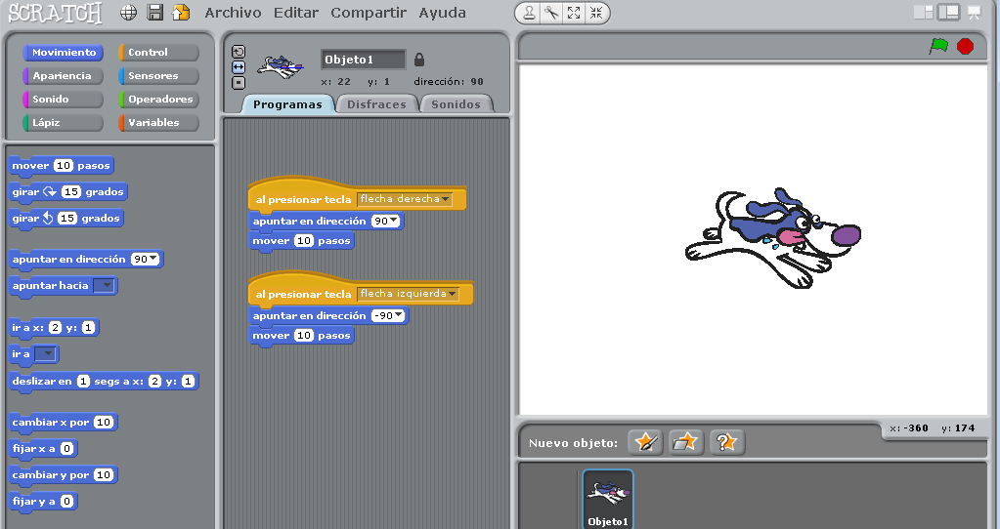 SCRATCH Archivo Editar Compartir Ayuda
Movimiento Control
Apariencia Sensores
Sonido Operadores
Lápiz Variables
mover 10 pasos
girar 15 grados
girar 15 grados
apuntar en dirección 90
apuntar hacia
ir a x: 2 y: 1
ir a
deslizar en 1 segs a x: 2 y: 1
cambiar x por 10
fijar x a 0
cambiar y por 10
fijar y a 0
Objeto1
x: 22 y: 1 dirección: 90
Programas Disfraces Sonidos
al presionar tecla flecha derecha
apuntar en dirección 90
mover 10 pasos
al presionar tecla flecha izquierda
apuntar en dirección -90
mover 10 pasos
x: -360 y: 174
Nuevo objeto: ?
Objeto1